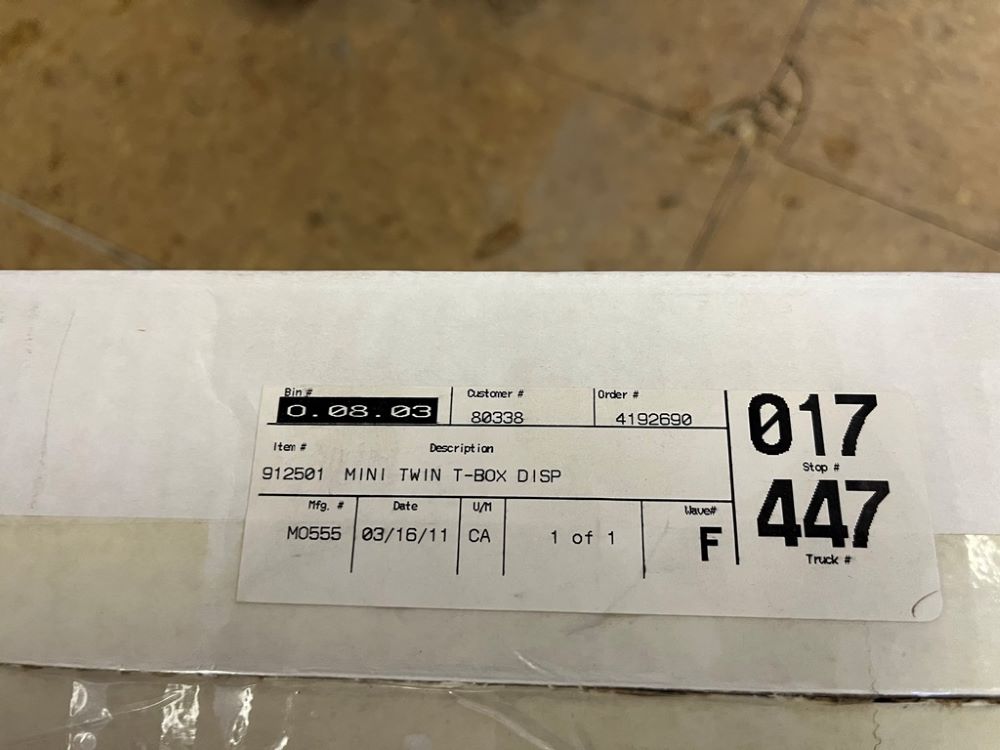 Bin # Customer # Order #
0.08.03 80338 4192690
017
Stop #
Item # Description
912501 MINI TWIN T-BOX DISP
447
Truck #
Mfg. # Date U/M Wave#
MO555 03/16/11 CA 1 of 1 F